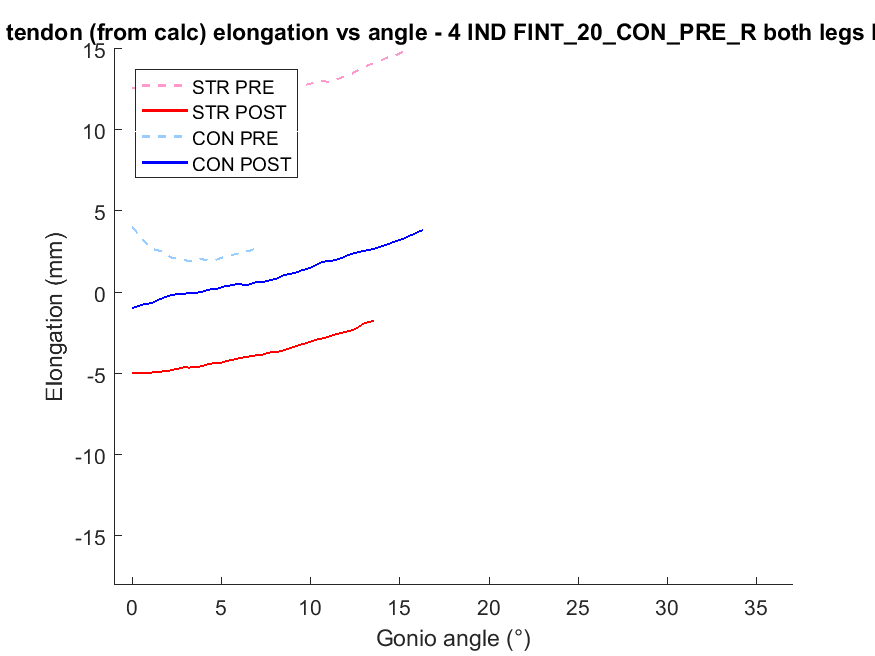 tendon (from calc) elongation vs angle - 4 IND FINT_20_CON_PRE_R both legs
15
10
5
0
-5
-10
-15
Elongation (mm)
STR PRE
STR POST
CON PRE
CON POST
0 5 10 15 20 25 30 35
Gonio angle (°)